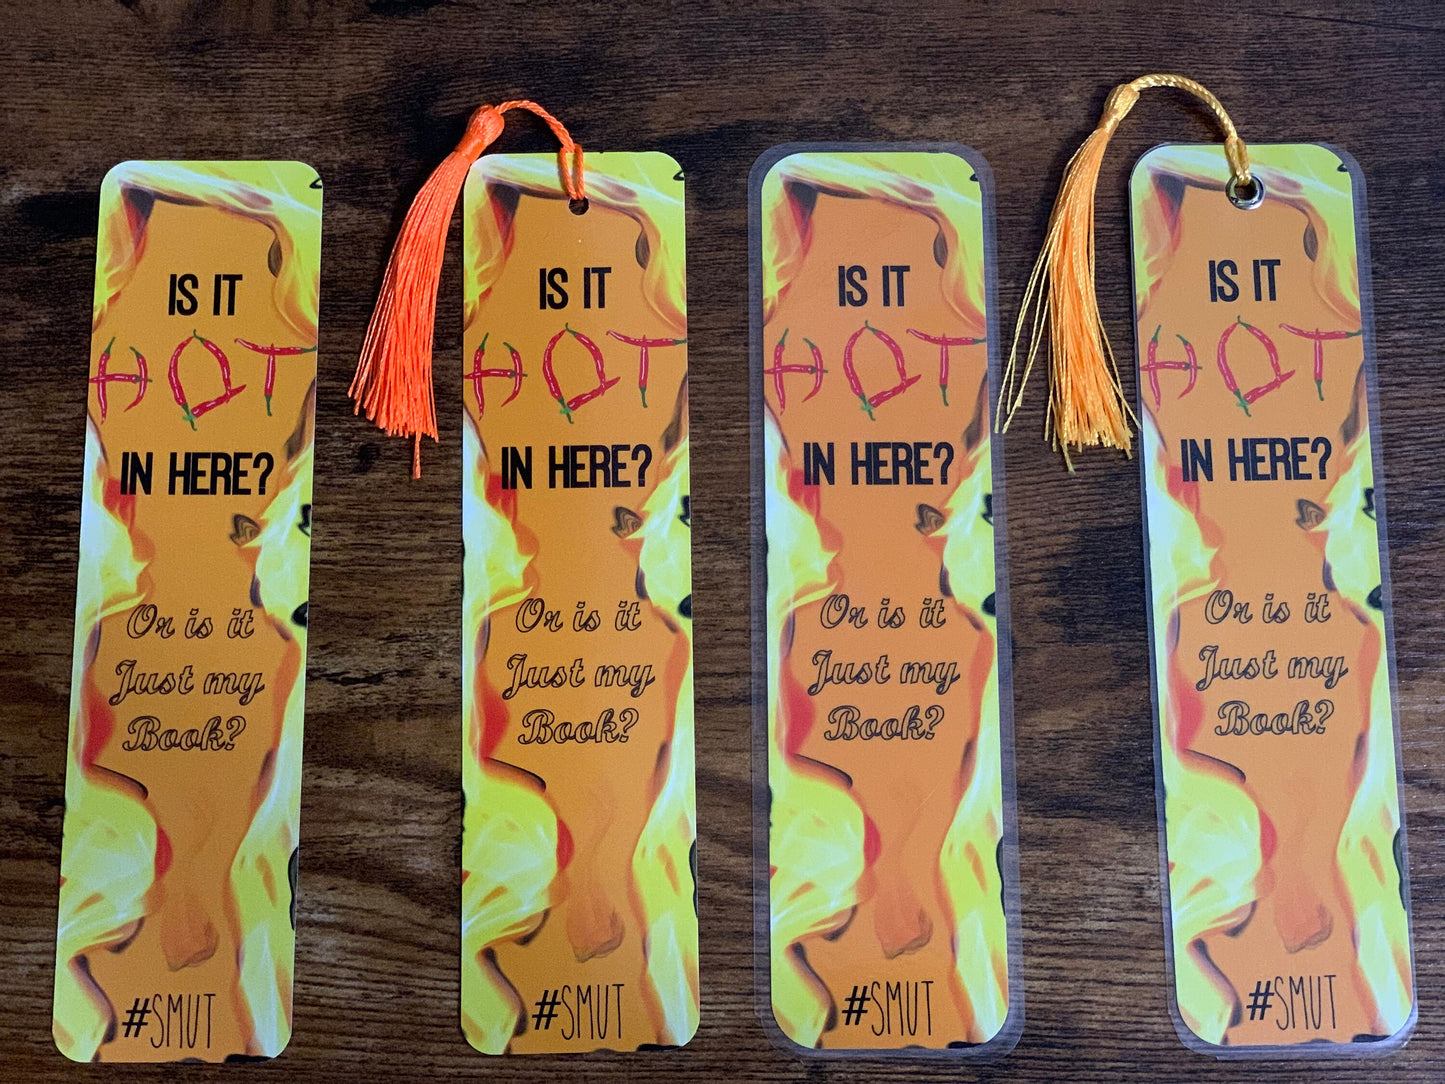 IS IT
HOT
IN HERE?
Or is it
Just my
Book?
#SMUT
IS IT
HOT
IN HERE?
Or is it
Just my
Book?
#SMUT
IS IT
HOT
IN HERE?
Or is it
Just my
Book?
#SMUT
IS IT
HOT
IN HERE?
Or is it
Just my
Book?
#SMUT